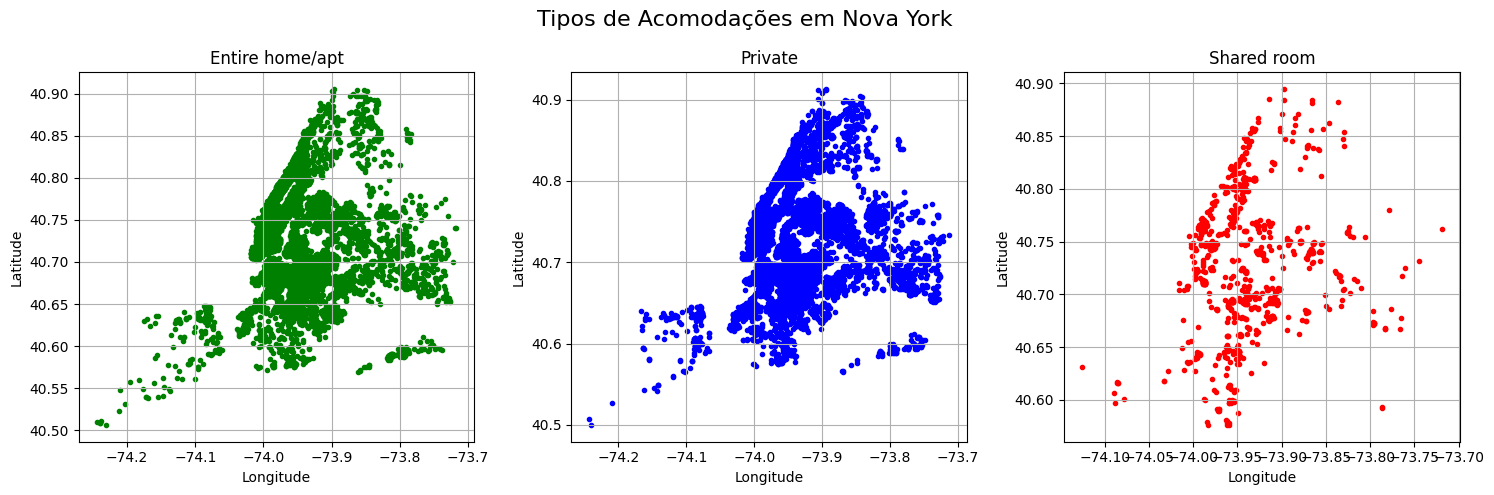 Tipos de Acomodações em Nova York
Entire home/apt
40.90
40.85
40.80
40.75
40.70
40.65
40.60
40.55
40.50
Latitude
−74.2 −74.1 −74.0 −73.9 −73.8 −73.7
Longitude
Private
40.9
40.8
40.7
40.6
40.5
Latitude
−74.2 −74.1 −74.0 −73.9 −73.8 −73.7
Longitude
Shared room
40.90
40.85
40.80
40.75
40.70
40.65
40.60
Latitude
−74.10 −74.05 −74.00 −73.95 −73.90 −73.85 −73.80 −73.75 −73.70
Longitude